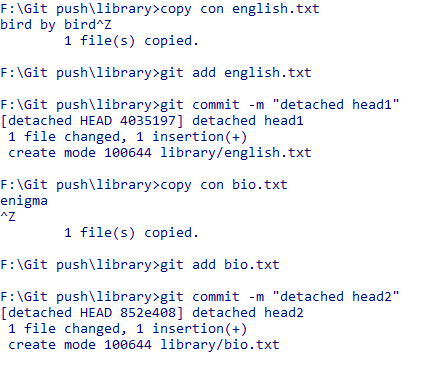 F:\Git push\library>copy con english.txt
bird by bird^Z
        1 file(s) copied.
F:\Git push\library>git add english.txt
F:\Git push\library>git commit -m "detached head1"
[detached HEAD 4035197] detached head1
 1 file changed, 1 insertion(+)
 create mode 100644 library/english.txt
F:\Git push\library>copy con bio.txt
enigma
^Z
        1 file(s) copied.
F:\Git push\library>git add bio.txt
F:\Git push\library>git commit -m "detached head2"
[detached HEAD 852e408] detached head2
 1 file changed, 1 insertion(+)
 create mode 100644 library/bio.txt